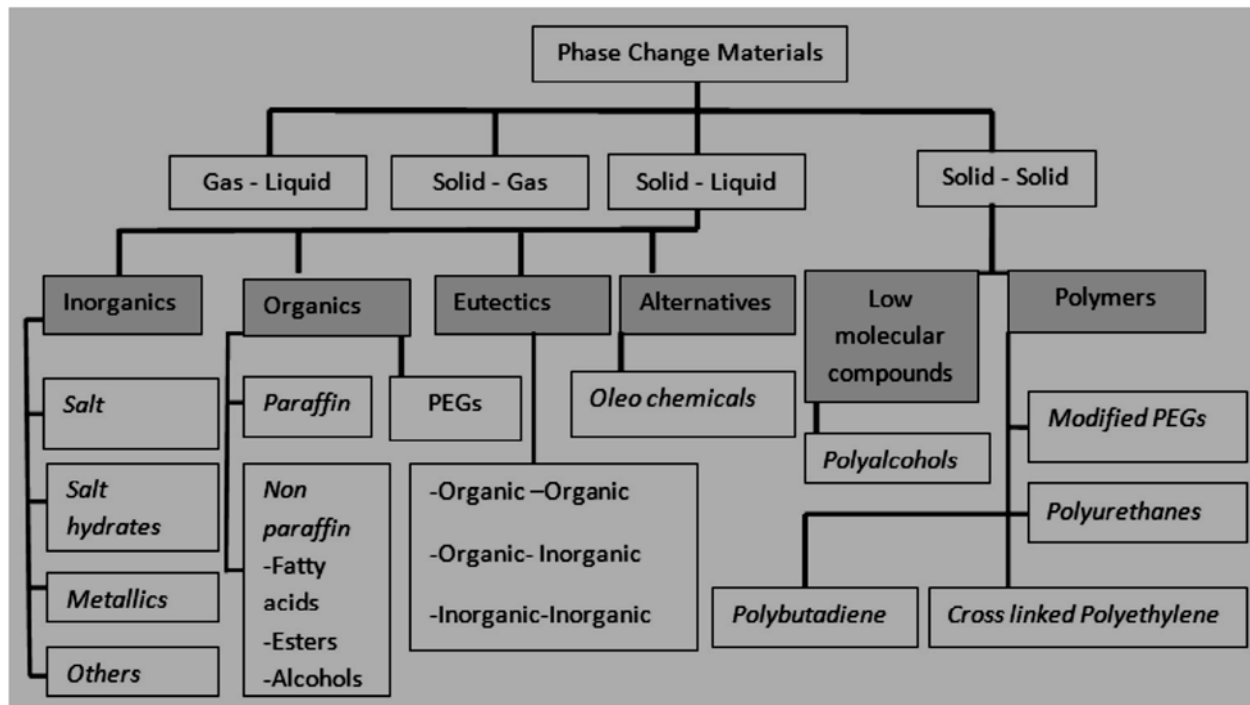 Phase Change Materials
Gas - Liquid
Solid - Gas
Solid - Liquid
Solid - Solid
Inorganics
Organics
Eutectics
Alternatives
Low
molecular
compounds
Polymers
Salt
Paraffin
PEGs
Oleo chemicals
Modified PEGs
Polyalcohols
Salt
hydrates
Non
paraffin
-Fatty
acids
-Esters
-Alcohols
-Organic –Organic
-Organic- Inorganic
-Inorganic-Inorganic
Polyurethanes
Metallics
Polybutadiene
Cross linked Polyethylene
Others